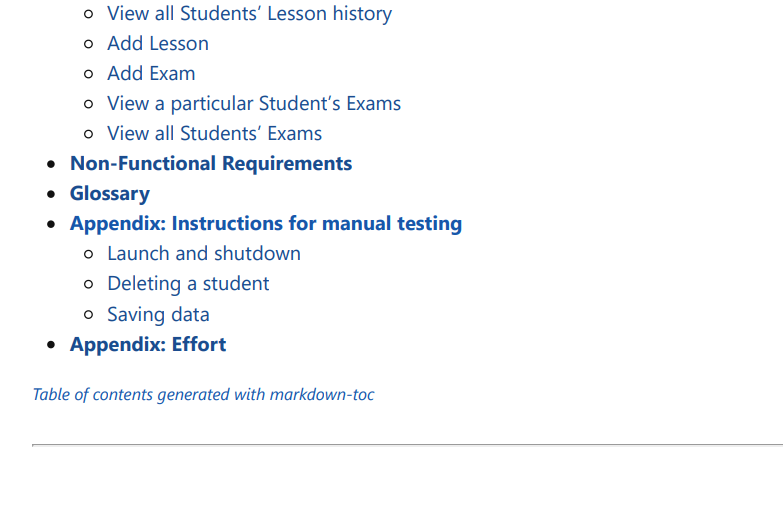 View all Students’ Lesson history
Add Lesson
Add Exam
View a particular Student’s Exams
View all Students’ Exams
Non-Functional Requirements
Glossary
Appendix: Instructions for manual testing
Launch and shutdown
Deleting a student
Saving data
Appendix: Effort
Table of contents generated with markdown-toc